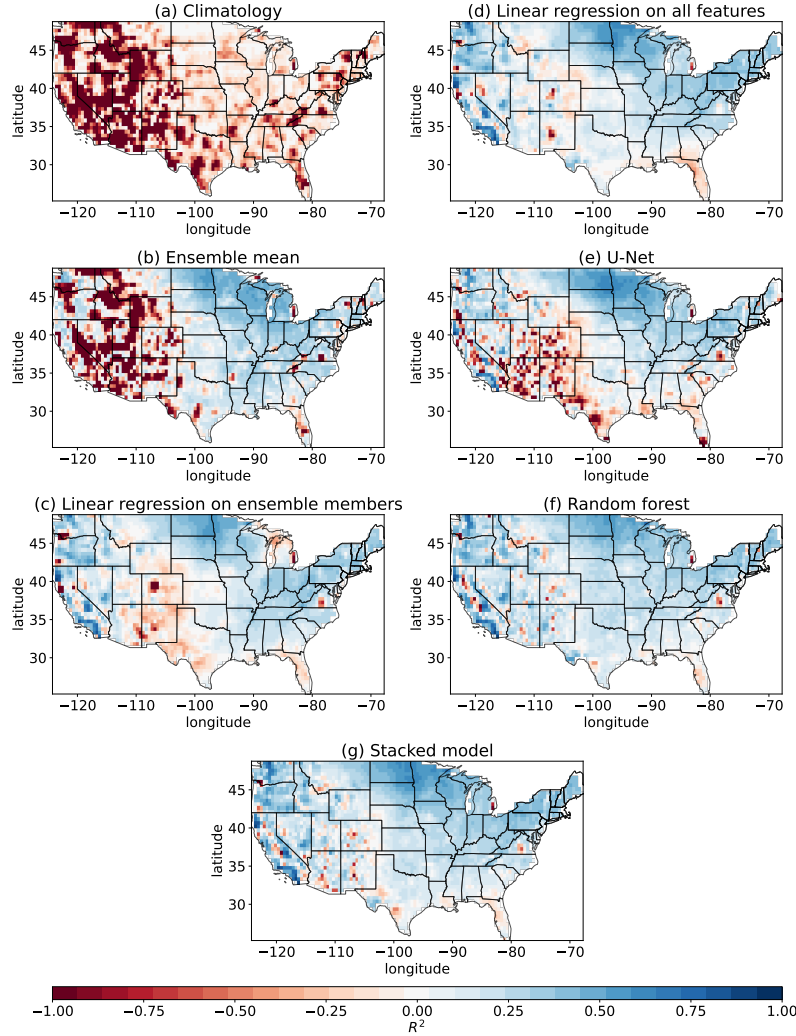 (a) Climatology
(d) Linear regression on all features
latitude
45
40
35
30
−120 −110 −100 −90 −80 −70
longitude
latitude
45
40
35
30
−120 −110 −100 −90 −80 −70
longitude
(b) Ensemble mean
(e) U-Net
latitude
45
40
35
30
−120 −110 −100 −90 −80 −70
longitude
latitude
45
40
35
30
−120 −110 −100 −90 −80 −70
longitude
(c) Linear regression on ensemble members
(f) Random forest
latitude
45
40
35
30
−120 −110 −100 −90 −80 −70
longitude
latitude
45
40
35
30
−120 −110 −100 −90 −80 −70
longitude
(g) Stacked model
latitude
45
40
35
30
−120 −110 −100 −90 −80 −70
longitude
−1.00 −0.75 −0.50 −0.25 0.00 0.25 0.50 0.75 1.00
R²